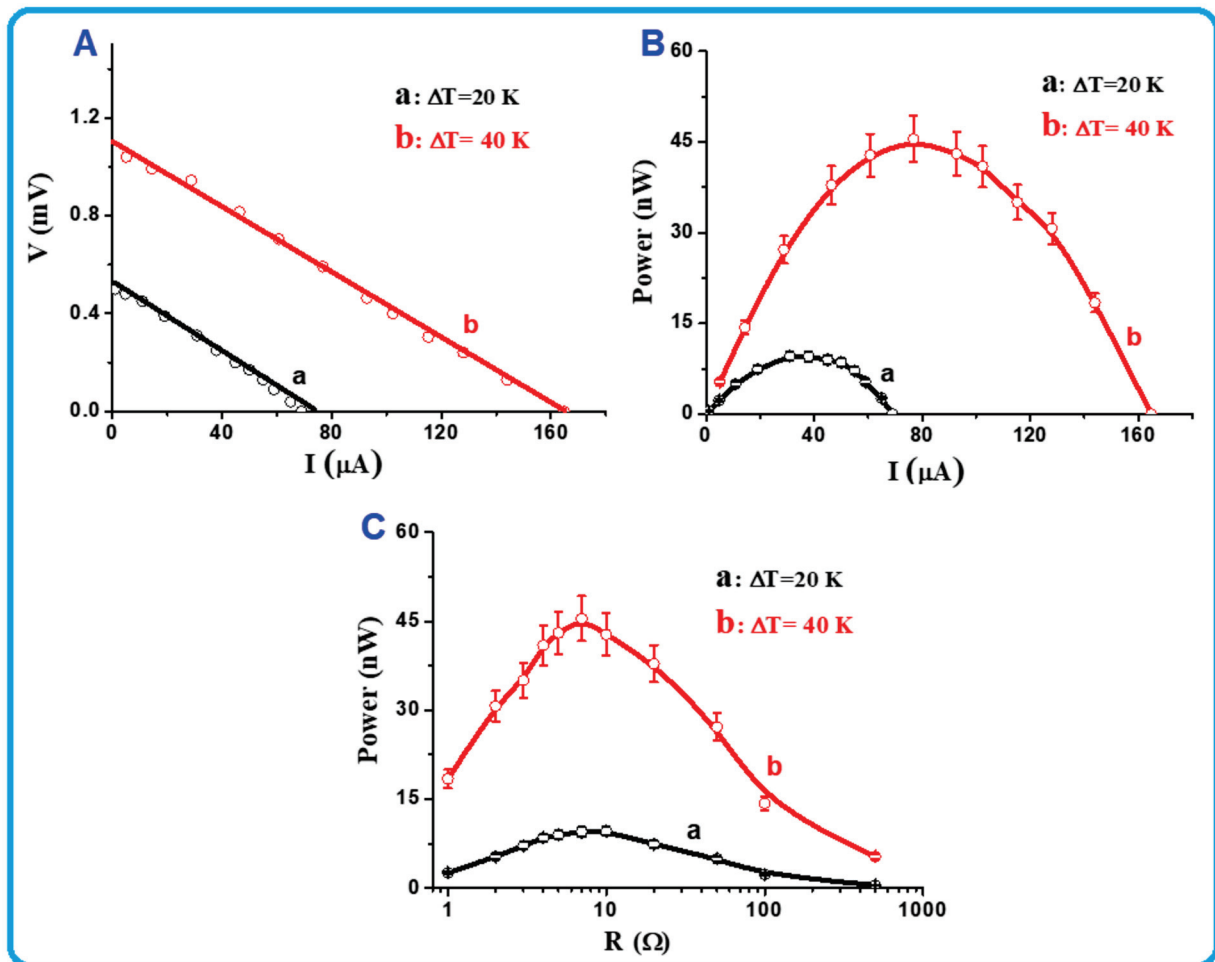 A
a: ΔT=20 K
b: ΔT= 40 K
1.2
0.8
0.4
0.0
V (mV)
b
a
0 40 80 120 160
I (μA)
B
60
45
30
15
0
Power (nW)
a: ΔT=20 K
b: ΔT= 40 K
b
a
0 40 80 120 160
I (μA)
C
60
45
30
15
0
Power (nW)
a: ΔT=20 K
b: ΔT= 40 K
b
a
1 10 100 1000
R (Ω)